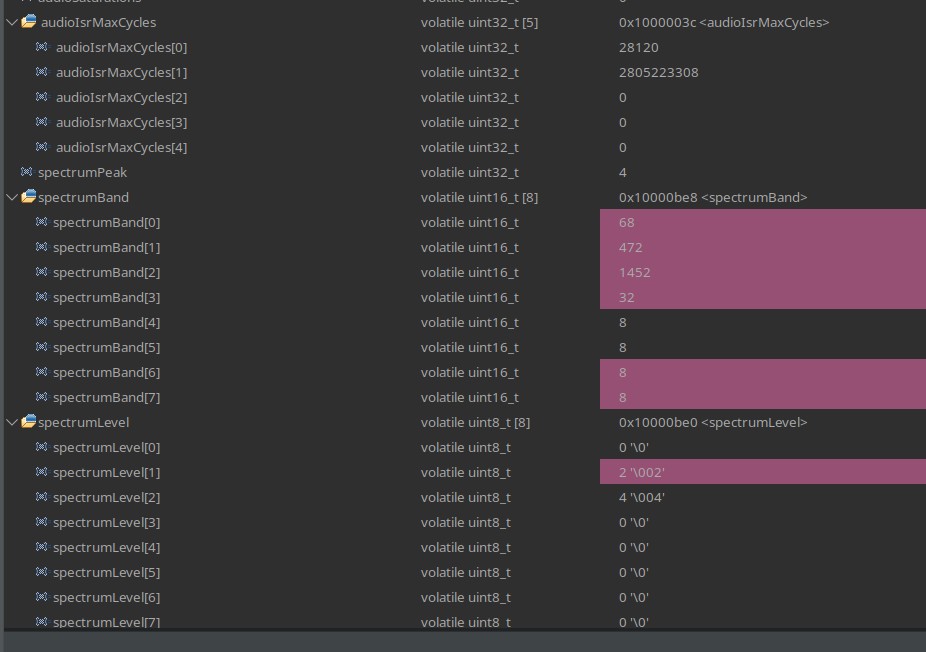 audioIsrMaxCycles volatile uint32_t [5] 0x1000003c <audioIsrMaxCycles>
audioIsrMaxCycles[0] volatile uint32_t 28120
audioIsrMaxCycles[1] volatile uint32_t 2805223308
audioIsrMaxCycles[2] volatile uint32_t 0
audioIsrMaxCycles[3] volatile uint32_t 0
audioIsrMaxCycles[4] volatile uint32_t 0
spectrumPeak volatile uint32_t 4
spectrumBand volatile uint16_t [8] 0x10000be8 <spectrumBand>
spectrumBand[0] volatile uint16_t 68
spectrumBand[1] volatile uint16_t 472
spectrumBand[2] volatile uint16_t 1452
spectrumBand[3] volatile uint16_t 32
spectrumBand[4] volatile uint16_t 8
spectrumBand[5] volatile uint16_t 8
spectrumBand[6] volatile uint16_t 8
spectrumBand[7] volatile uint16_t 8
spectrumLevel volatile uint8_t [8] 0x10000be0 <spectrumLevel>
spectrumLevel[0] volatile uint8_t 0 '\0'
spectrumLevel[1] volatile uint8_t 2 '\002'
spectrumLevel[2] volatile uint8_t 4 '\004'
spectrumLevel[3] volatile uint8_t 0 '\0'
spectrumLevel[4] volatile uint8_t 0 '\0'
spectrumLevel[5] volatile uint8_t 0 '\0'
spectrumLevel[6] volatile uint8_t 0 '\0'
spectrumLevel[7] volatile uint8_t 0 '\0'